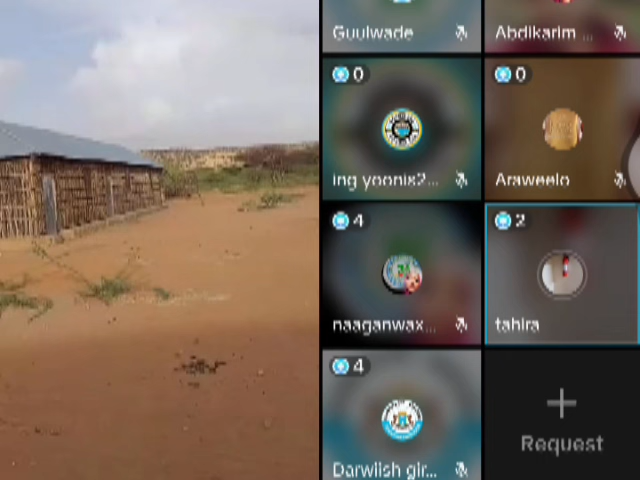 Guulwade
Abdikarim ...
0
0
ing yoonis2...
Araweelo
4
2
naaganwax...
tahira
4
Darwiish gir...
Request